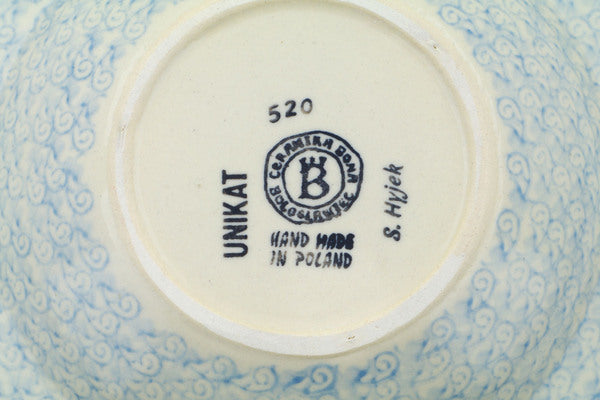 520
CERAMIKA BONA
BOLESŁAWIEC
B
UNIKAT
HAND MADE
IN POLAND
S. Hyjek